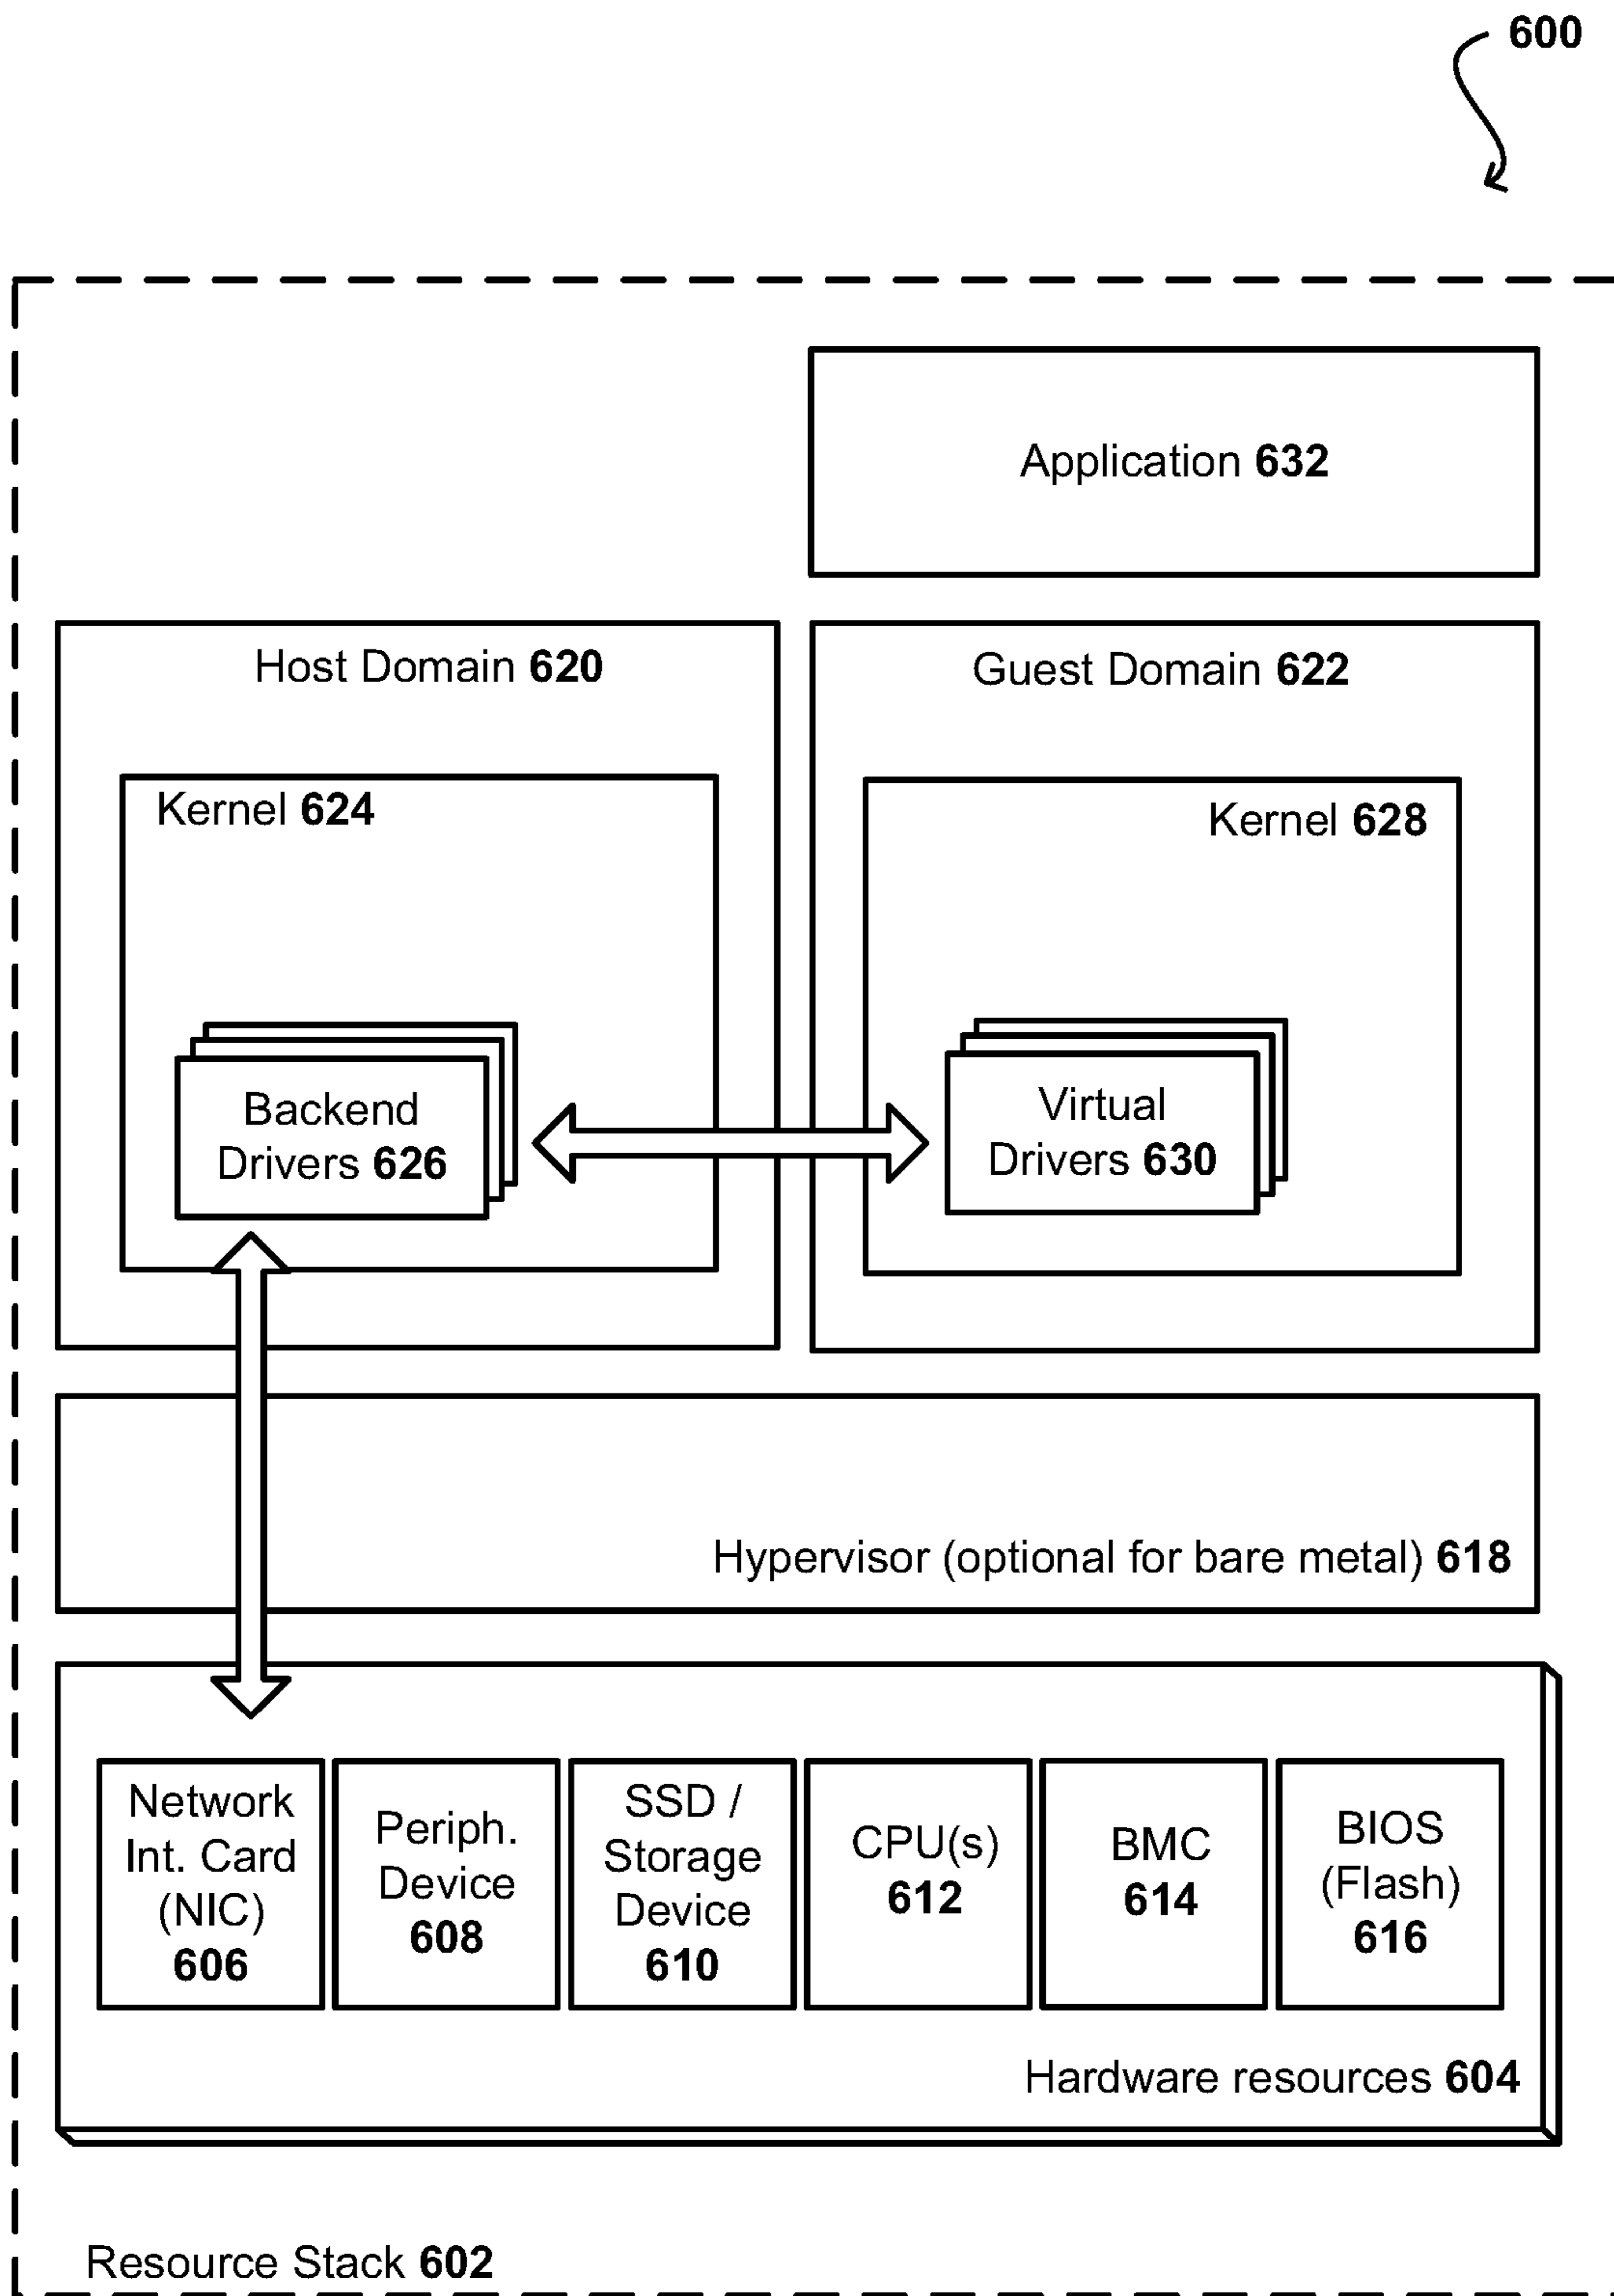 600
Application 632
Host Domain 620
Guest Domain 622
Kernel 624
Kernel 628
Backend
Drivers 626
Virtual
Drivers 630
Hypervisor (optional for bare metal) 618
Network
Int. Card
(NIC)
606
Periph.
Device
608
SSD /
Storage
Device
610
CPU(s)
612
BMC
614
BIOS
(Flash)
616
Hardware resources 604
Resource Stack 602